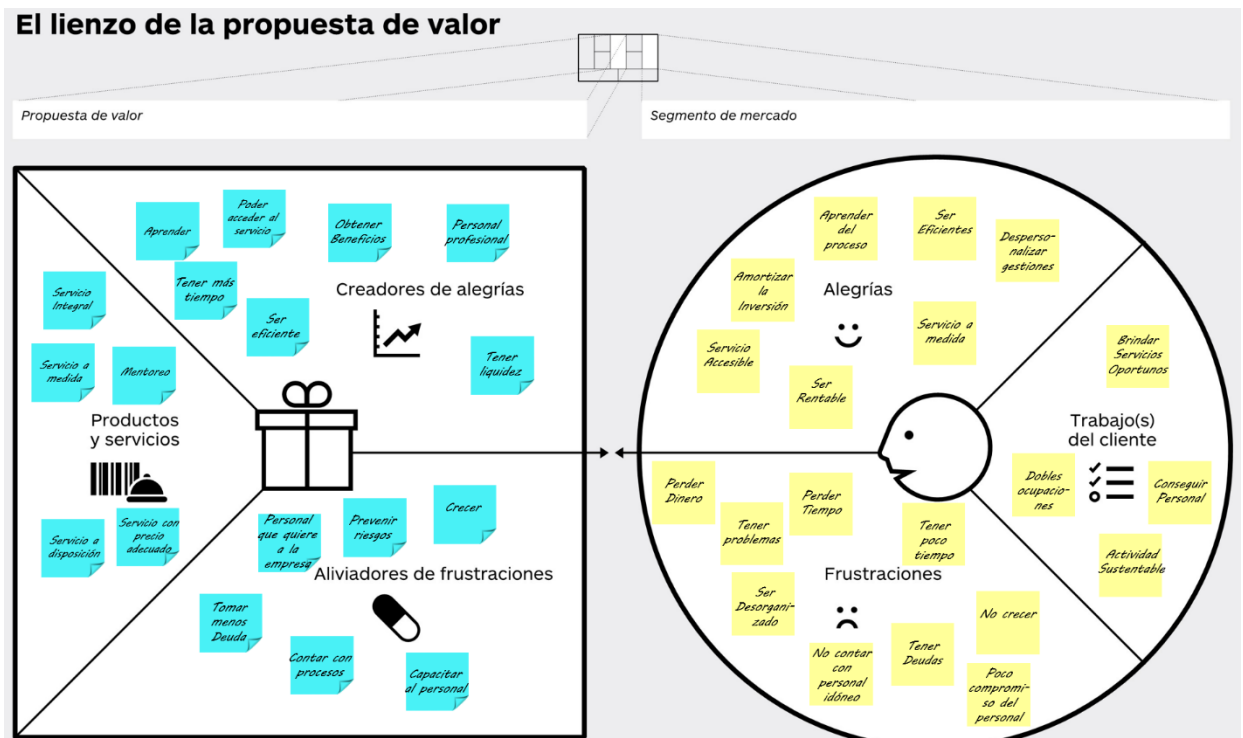 El lienzo de la propuesta de valor
Propuesta de valor
Segmento de mercado
Aprender
Poder
acceder al
servicio
Obtener
Beneficios
Personal
profesional
Tener más
tiempo
Ser
eficiente
Creadores de alegrías
Tener
liquidez
Servicio
Integral
Servicio a
medida
Mentoreo
Productos
y servicios
Servicio a
disposición
Servicio con
precio
adecuado
Personal
que quiere
a la
empresa
Prevenir
riesgos
Crecer
Aliviadores de frustraciones
Tomar
menos
Deuda
Contar con
procesos
Capacitar
al personal
Aprender
del
proceso
Ser
Eficientes
Desperso-
nalizar
gestiones
Amortizar
la
Inversión
Alegrías
Servicio
Accesible
Servicio a
medida
Ser
Rentable
Brindar
Servicios
Oportunos
Trabajo(s)
del cliente
Dobles
ocupacio-
nes
Conseguir
Personal
Actividad
Sustentable
Perder
Dinero
Perder
Tiempo
Tener
problemas
Tener
poco
tiempo
Frustraciones
Ser
Desorgani-
zado
No contar
con
personal
idóneo
Tener
Deudas
No crecer
Poco
compromi-
so del
personal